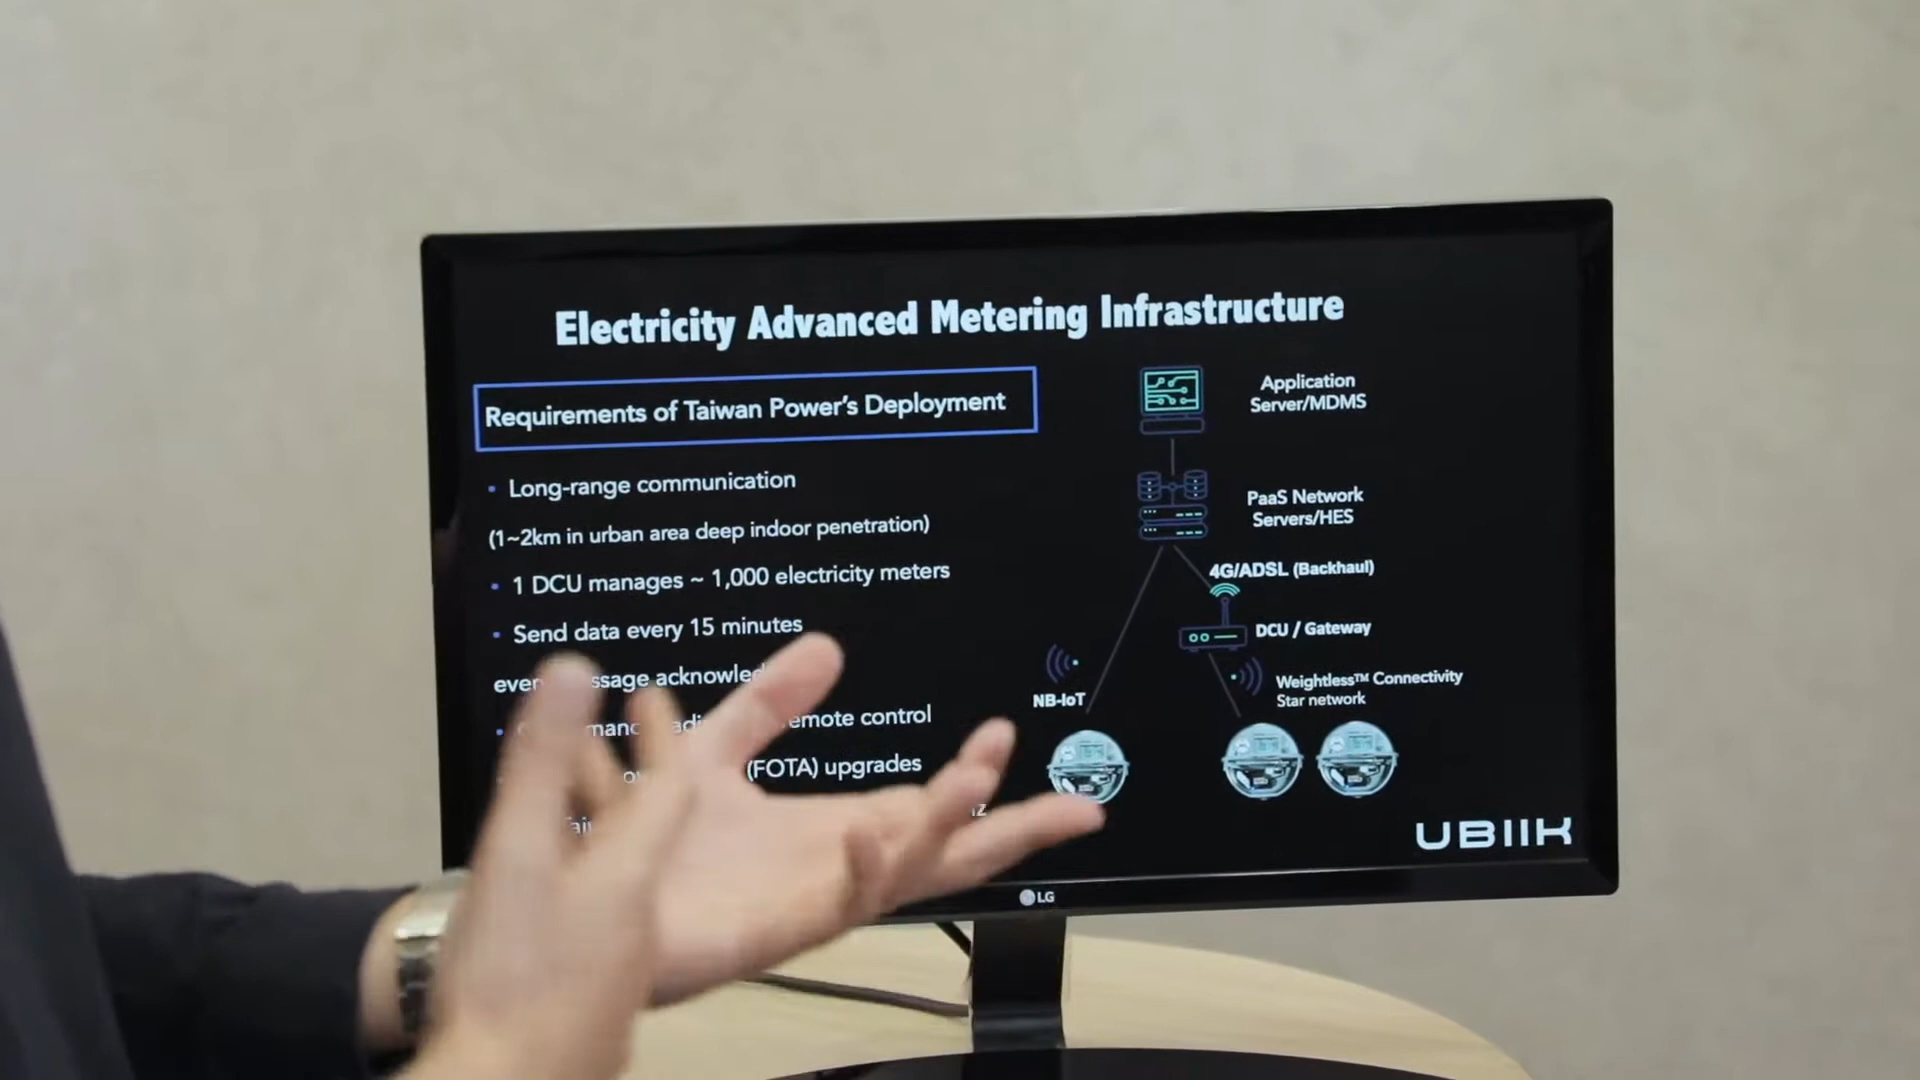 Electricity Advanced Metering Infrastructure
Requirements of Taiwan Power's Deployment
• Long-range communication
(1~2km in urban area deep indoor penetration)
• 1 DCU manages ~ 1,000 electricity meters
• Send data every 15 minutes
• remote control
(FOTA) upgrades
Application
Server/MDMS
PaaS Network
Servers/HES
4G/ADSL (Backhaul)
DCU / Gateway
NB-IoT
Weightless™ Connectivity
Star network
UBIIK
LG